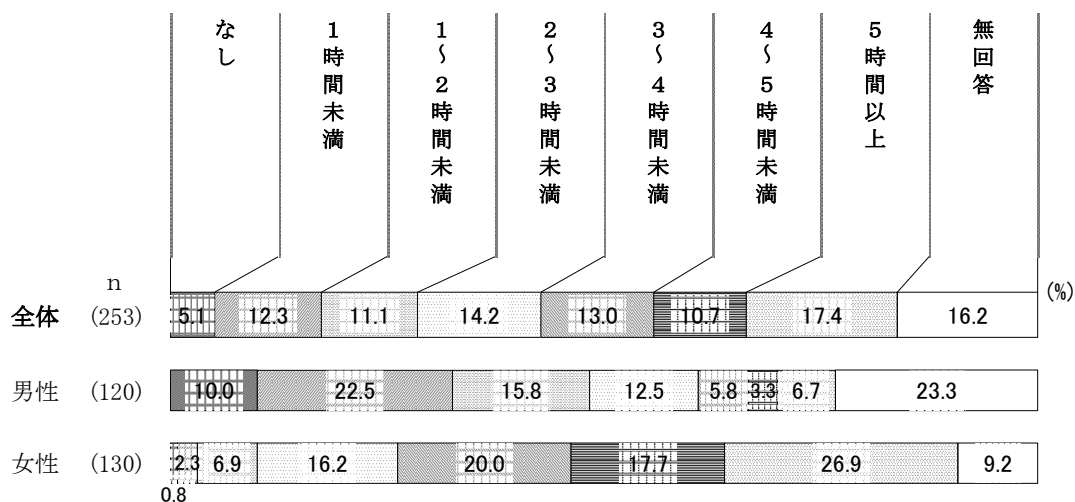 なし
1時間未満
1～2時間未満
2～3時間未満
3～4時間未満
4～5時間未満
5時間以上
無回答
n
(%)
全体 (253) 5.1 12.3 11.1 14.2 13.0 10.7 17.4 16.2
男性 (120) 10.0 22.5 15.8 12.5 5.8 3.3 6.7 23.3
女性 (130) 2.3 6.9 16.2 20.0 17.7 26.9 9.2
0.8